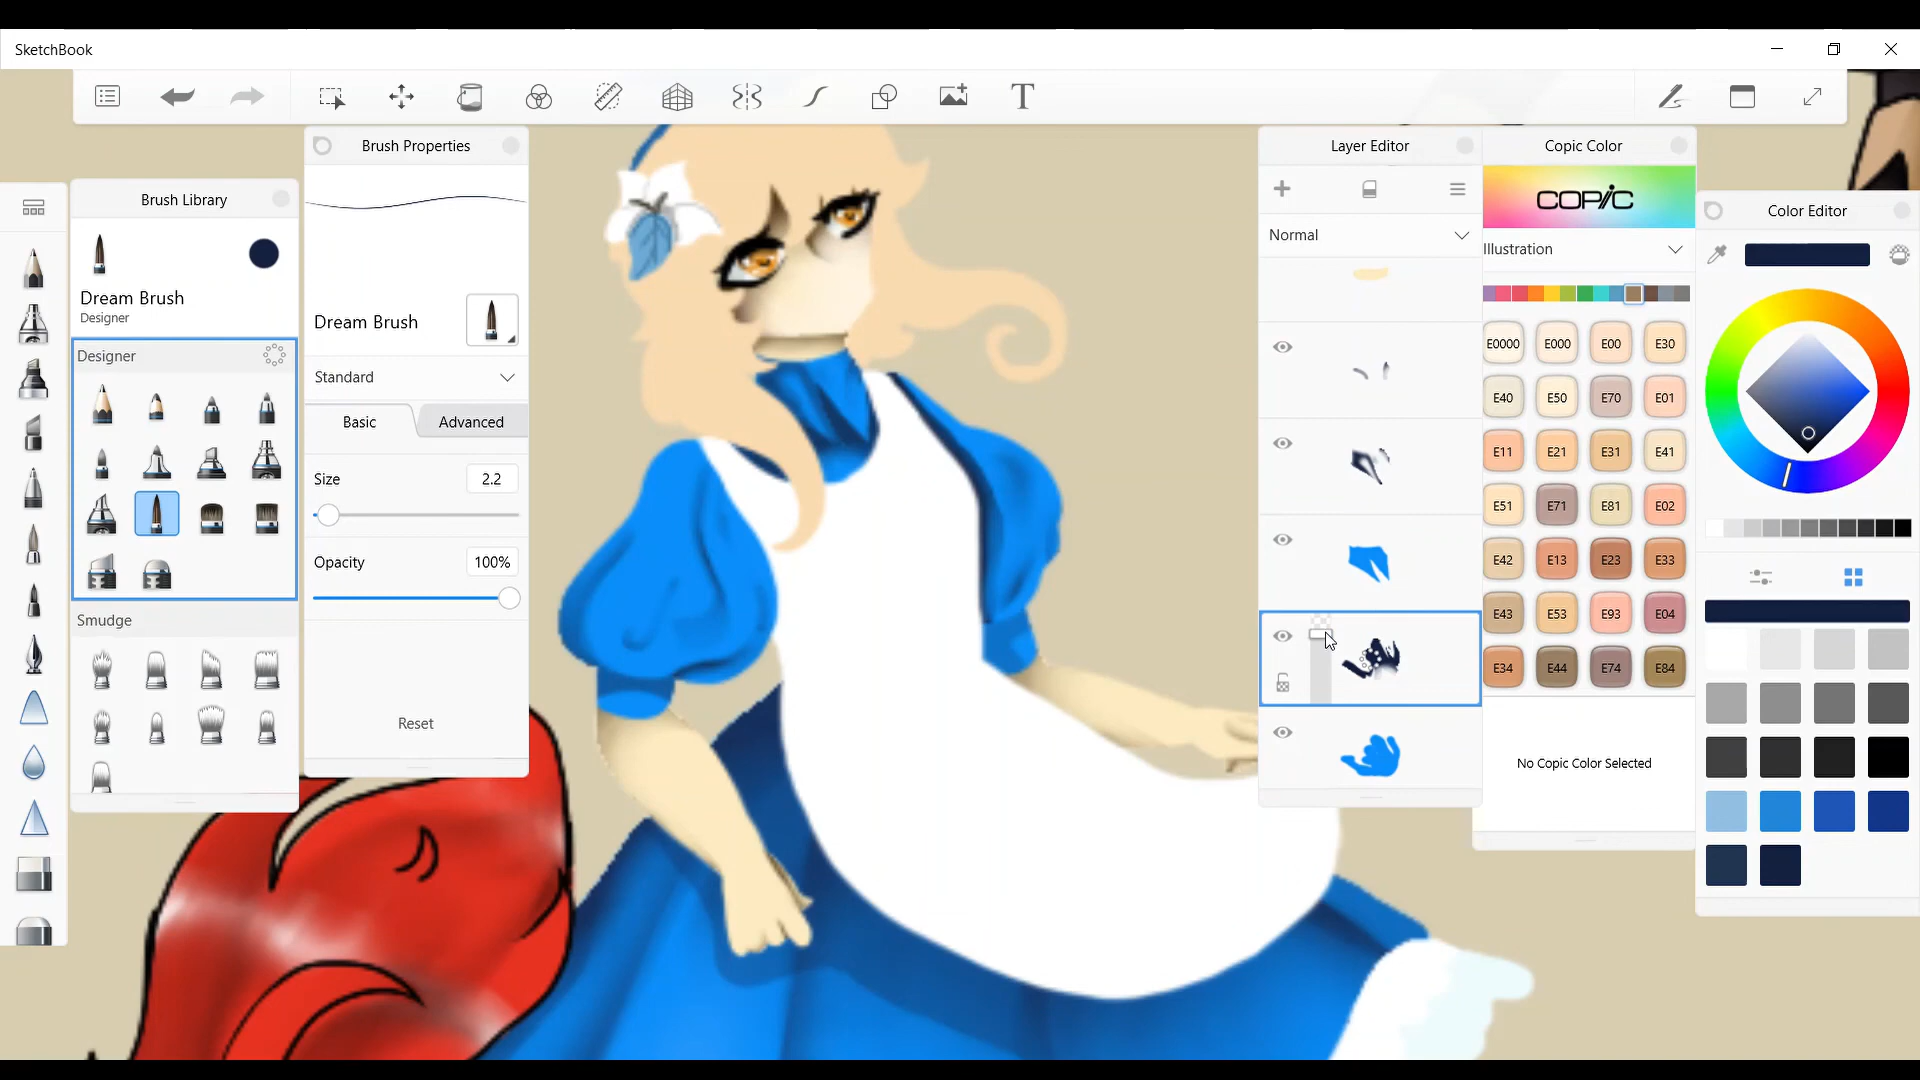 SketchBook
T
Brush Library
Dream Brush
Designer
Designer
Smudge
Brush Properties
Dream Brush
Standard
Basic
Advanced
Size
2.2
Opacity
100%
Reset
Layer Editor
Normal
Copic Color
COPIC
Illustration
E0000 E000 E00 E30
E40 E50 E70 E01
E11 E21 E31 E41
E51 E71 E81 E02
E42 E13 E23 E33
E43 E53 E93 E04
E34 E44 E74 E84
No Copic Color Selected
Color Editor